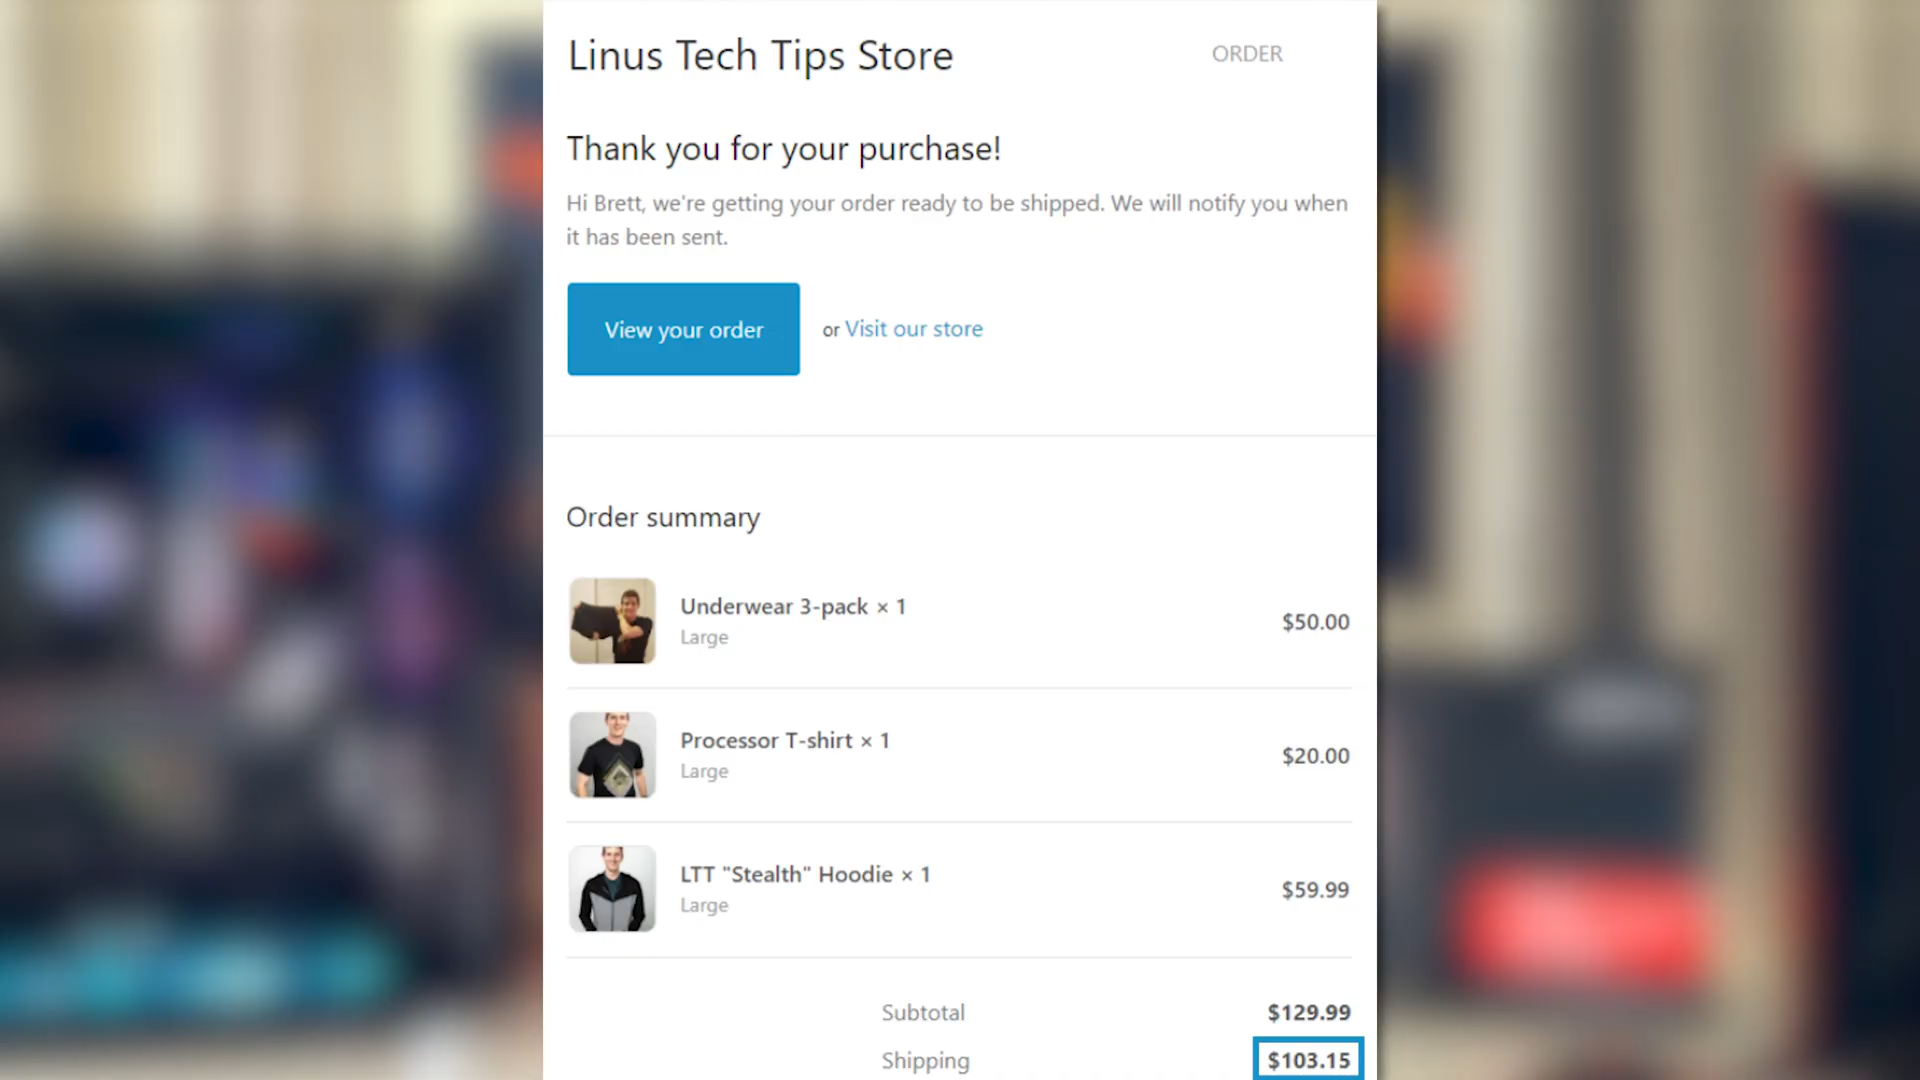 Linus Tech Tips Store
ORDER
Thank you for your purchase!
Hi Brett, we're getting your order ready to be shipped. We will notify you when
it has been sent.
View your order or Visit our store
Order summary
Underwear 3-pack × 1
Large
$50.00
Processor T-shirt × 1
Large
$20.00
LTT "Stealth" Hoodie × 1
Large
$59.99
Subtotal $129.99
Shipping $103.15